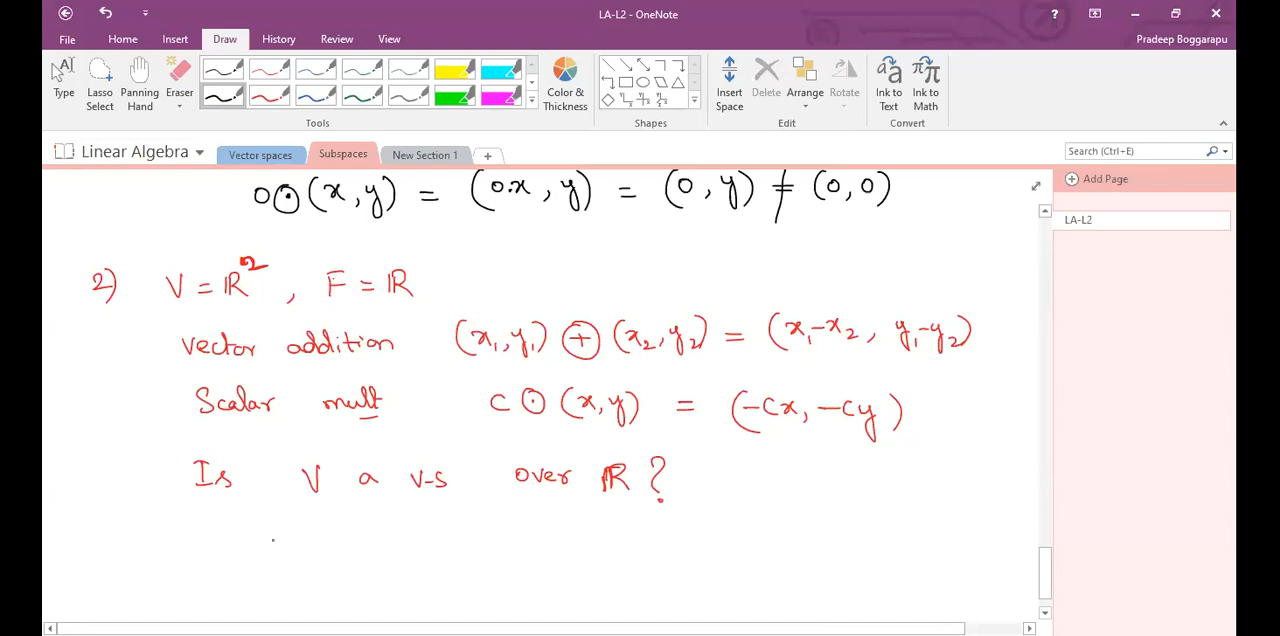 LA-L2 - OneNote
File Home Insert Draw History Review View
Pradeep Boggarapu
Type Lasso Select Panning Hand Eraser
Color & Thickness
Insert Space Delete Arrange Rotate Ink to Text Ink to Math
Tools Shapes Edit Convert
Linear Algebra Vector spaces Subspaces New Section 1 +
Search (Ctrl+E)
Add Page
LA-L2
0⊙(x,y) = (0.x, y) = (0, y) ≠ (0, 0)
2) V = ℝ², F = ℝ
vector addition (x₁,y₁) ⊕ (x₂,y₂) = (x₁-x₂, y₁-y₂)
Scalar mult c⊙(x,y) = (-cx, -cy)
Is V a v-s over ℝ?